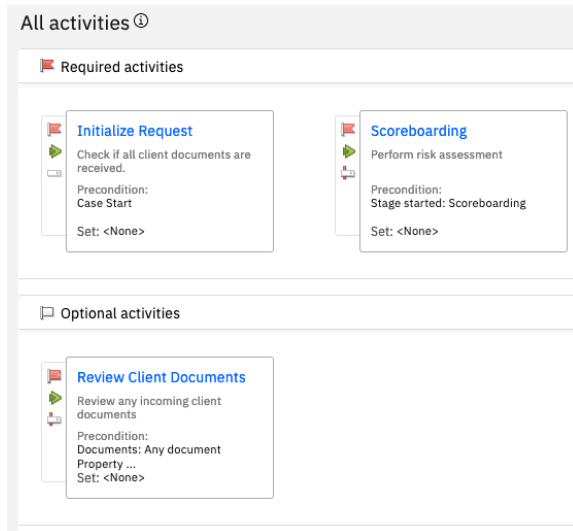 All activities
Required activities
Initialize Request
Check if all client documents are
received.
Precondition:
Case Start
Set: <None>
Scoreboarding
Perform risk assessment
Precondition:
Stage started: Scoreboarding
Set: <None>
Optional activities
Review Client Documents
Review any incoming client
documents
Precondition:
Documents: Any document
Property ...
Set: <None>